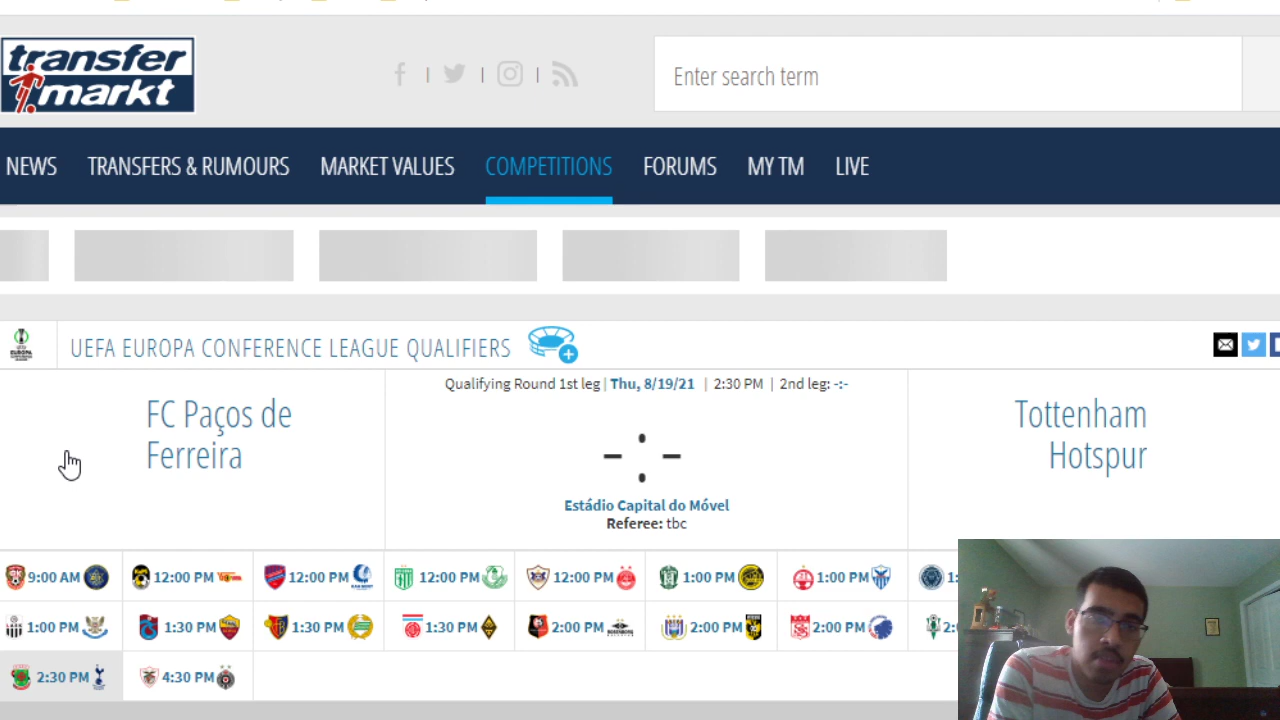 transfer
markt
Enter search term
NEWS TRANSFERS & RUMOURS MARKET VALUES COMPETITIONS FORUMS MY TM LIVE
UEFA EUROPA CONFERENCE LEAGUE QUALIFIERS
Qualifying Round 1st leg | Thu, 8/19/21 | 2:30 PM | 2nd leg: -:-
FC Paços de
Ferreira
- : -
Tottenham
Hotspur
Estádio Capital do Móvel
Referee: tbc
9:00 AM 12:00 PM 12:00 PM 12:00 PM 12:00 PM 1:00 PM 1:00 PM 1:
1:00 PM 1:30 PM 1:30 PM 1:30 PM 2:00 PM 2:00 PM 2:00 PM 2:
2:30 PM 4:30 PM